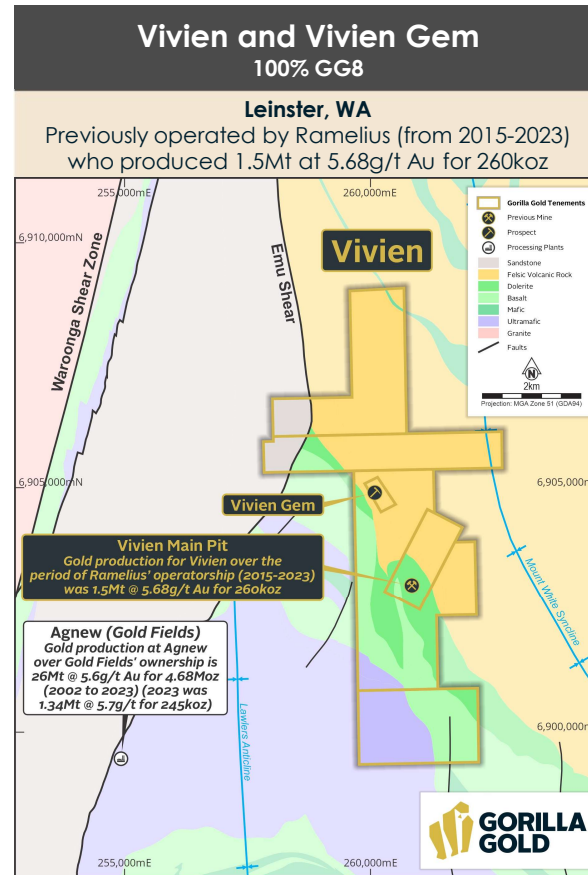 Vivien and Vivien Gem
100% GG8
Leinster, WA
Previously operated by Ramelius (from 2015-2023)
who produced 1.5Mt at 5.68g/t Au for 260koz
255,000mE
260,000mE
6,910,000mN
Waroonga Shear Zone
Emu Shear
Vivien
Gorilla Gold Tenements
Previous Mine
Prospect
Processing Plants
Sandstone
Felsic Volcanic Rock
Dolerite
Basalt
Mafic
Ultramafic
Granite
Faults
N
2km
Projection: MGA Zone 51 (GDA94)
6,905,000mN
6,905,000m
Vivien Gem
Vivien Main Pit
Gold production for Vivien over the
period of Ramelius' operatorship (2015-2023)
was 1.5Mt @ 5.68g/t Au for 260koz
Mount White Syncline
Agnew (Gold Fields)
Gold production at Agnew
over Gold Fields' ownership is
26Mt @ 5.6g/t Au for 4.68Moz
(2002 to 2023) (2023 was
1.34Mt @ 5.7g/t for 245koz)
Lawlers Anticline
6,900,000m
GORILLA
GOLD
255,000mE
260,000mE